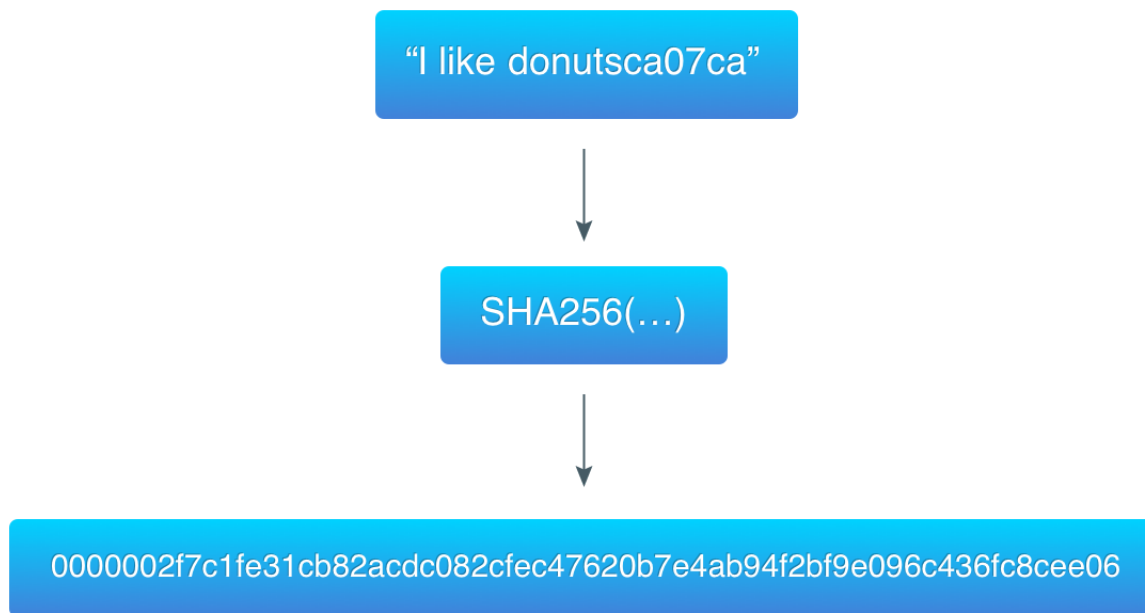 “I like donutsca07ca”
SHA256(…)
0000002f7c1fe31cb82acdc082cfec47620b7e4ab94f2bf9e096c436fc8cee06